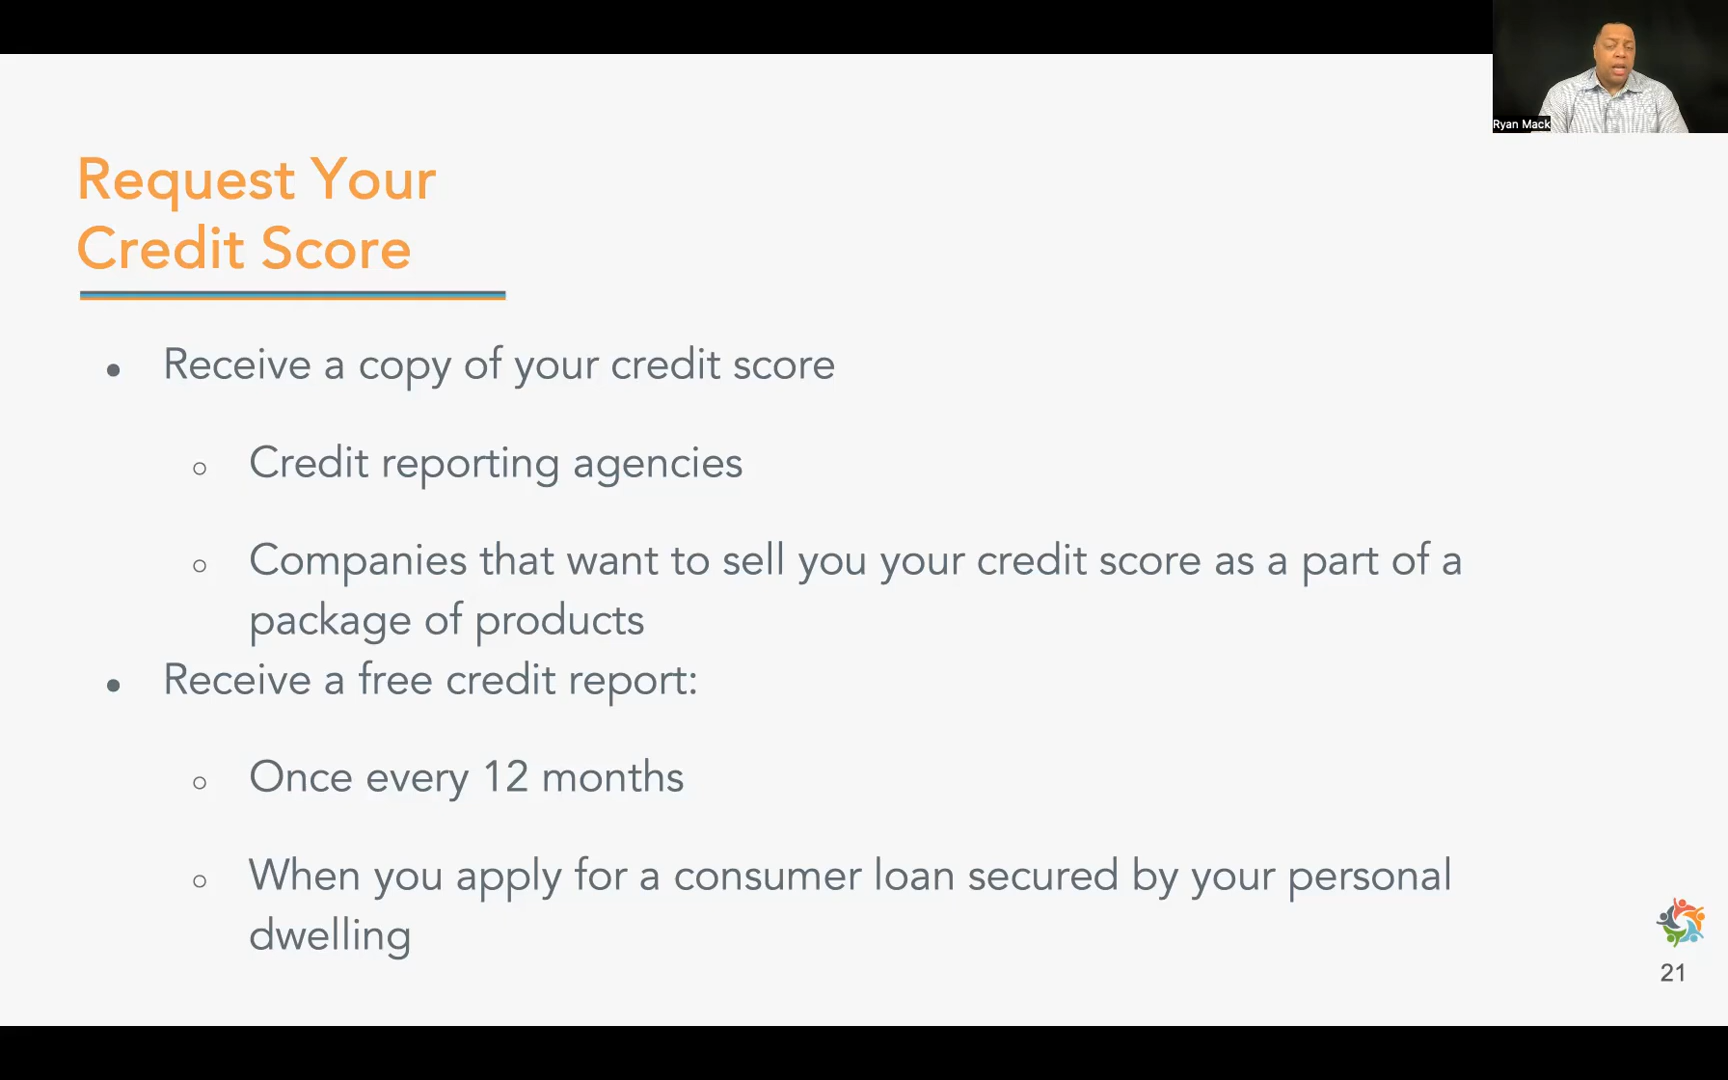 Ryan Mack
Request Your
Credit Score
• Receive a copy of your credit score
○ Credit reporting agencies
○ Companies that want to sell you your credit score as a part of a
package of products
• Receive a free credit report:
○ Once every 12 months
○ When you apply for a consumer loan secured by your personal
dwelling
21